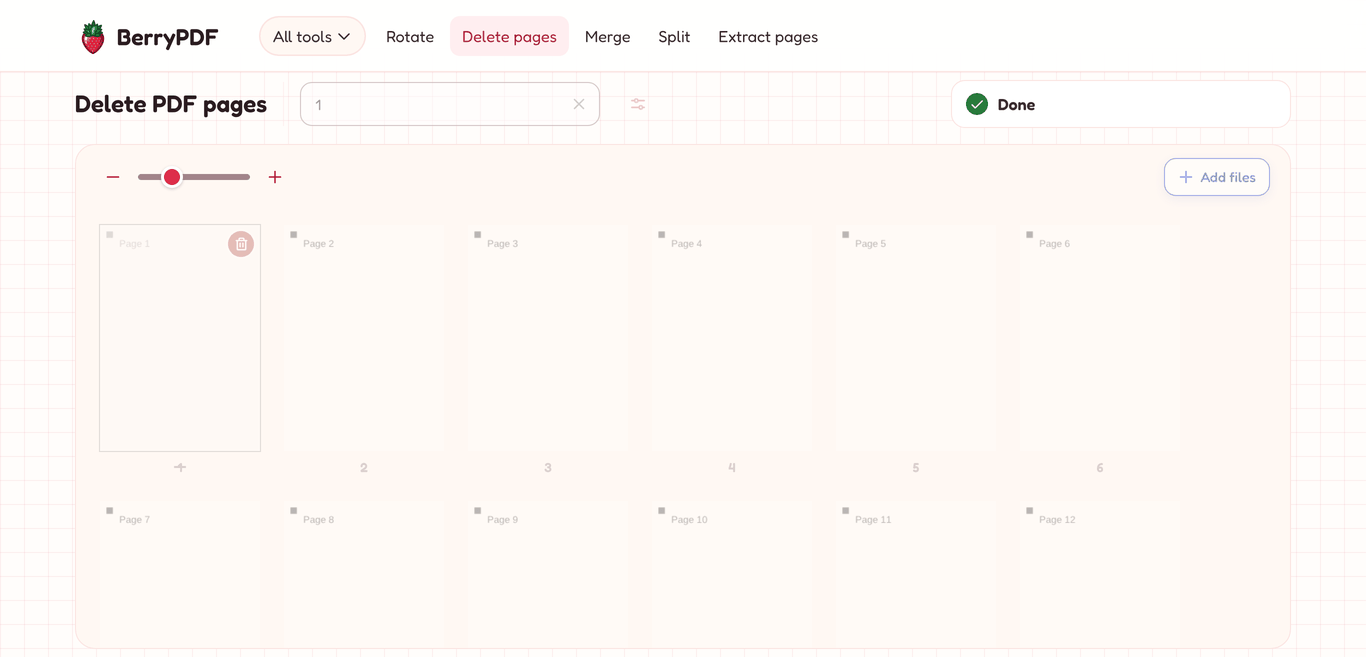 BerryPDF
All tools
Rotate
Delete pages
Merge
Split
Extract pages
Delete PDF pages
1
Done
Add files
Page 1
Page 2
Page 3
Page 4
Page 5
Page 6
1
2
3
4
5
6
Page 7
Page 8
Page 9
Page 10
Page 11
Page 12